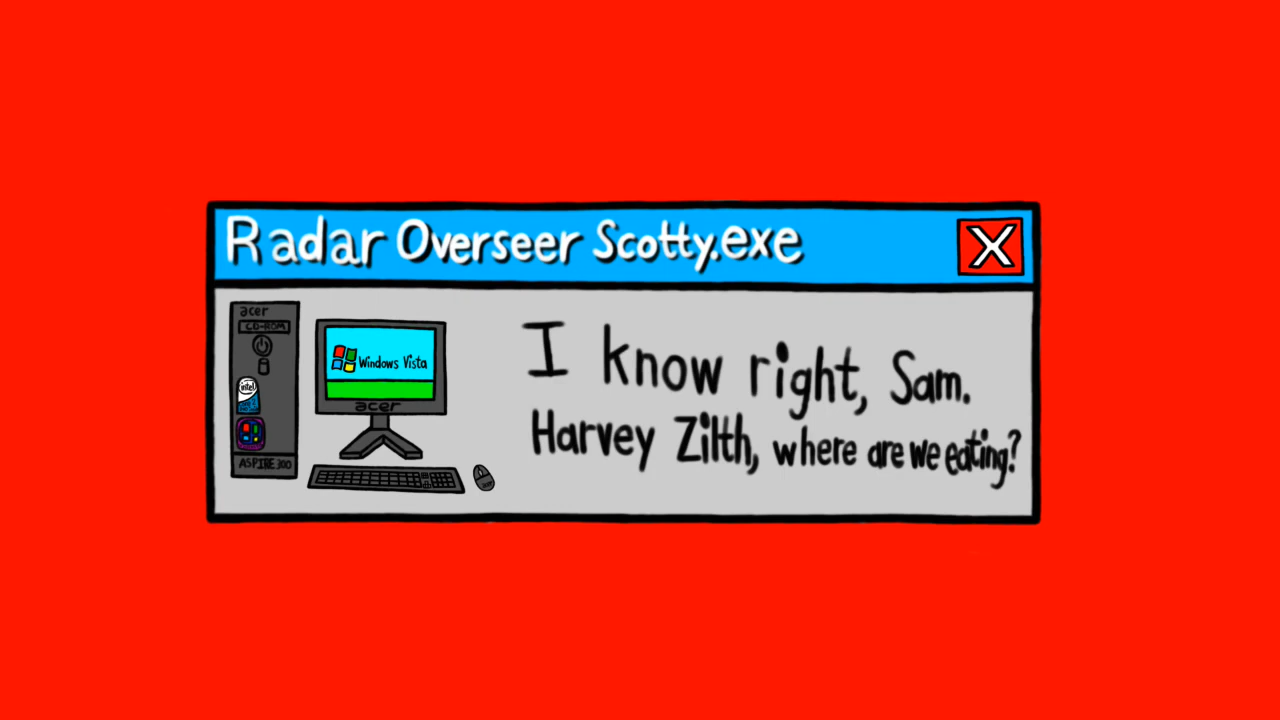 Radar Overseer Scotty.exe
X
acer
CD-ROM
intel
ASPIRE 300
Windows Vista
acer
I know right, Sam.
Harvey Zilth, where are we eating?